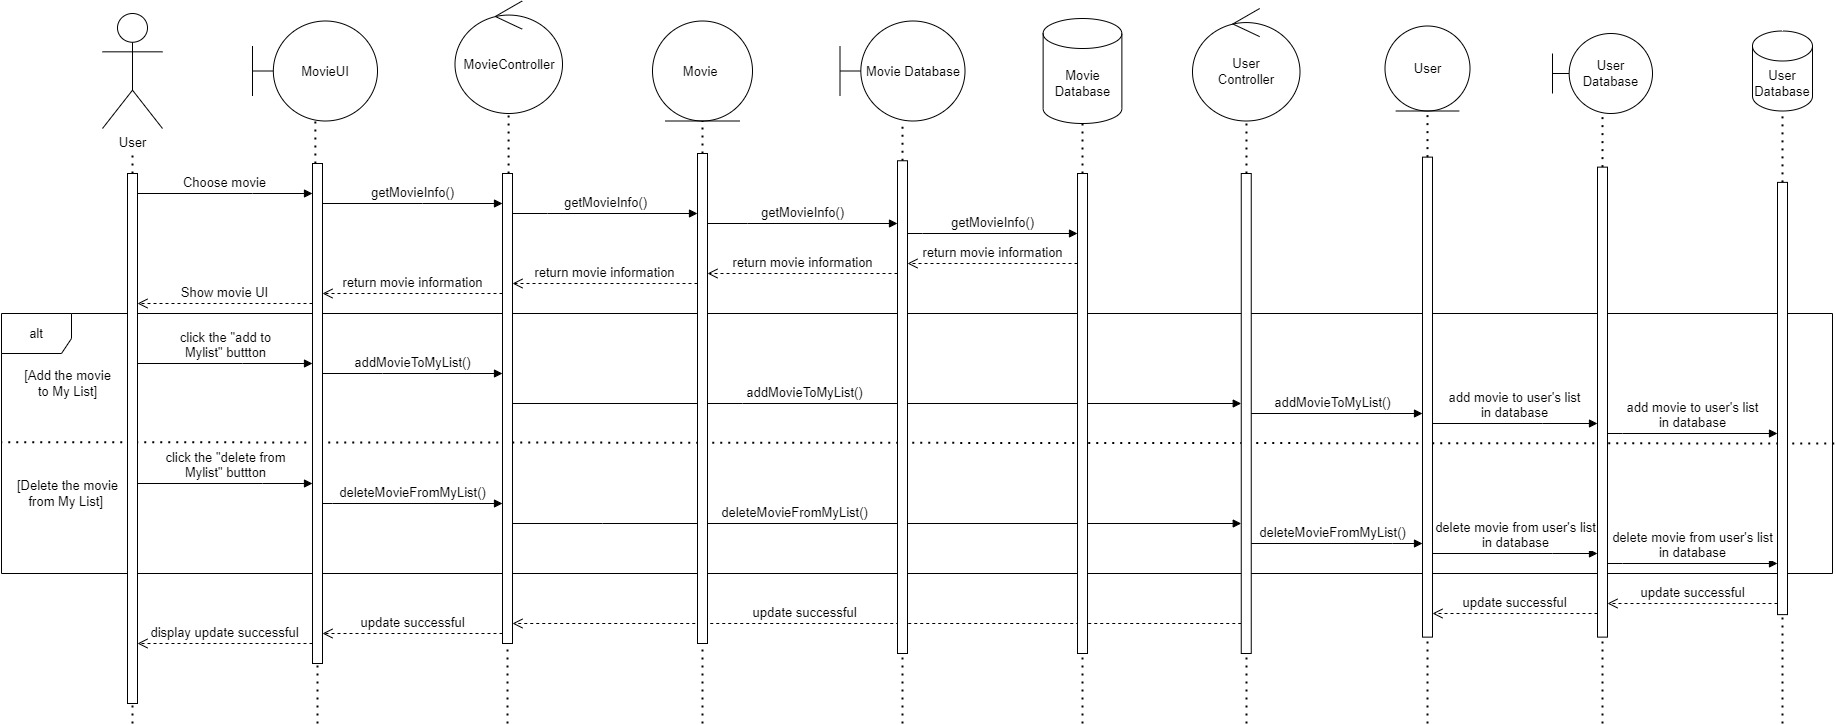 User
MovieUI
MovieController
Movie
Movie Database
Movie
Database
User
Controller
User
User
Database
User
Database
Choose movie
getMovieInfo()
getMovieInfo()
getMovieInfo()
getMovieInfo()
return movie information
return movie information
return movie information
return movie information
Show movie UI
alt
[Add the movie
to My List]
click the "add to
Mylist" buttton
addMovieToMyList()
addMovieToMyList()
addMovieToMyList()
add movie to user's list
in database
add movie to user's list
in database
[Delete the movie
from My List]
click the "delete from
Mylist" buttton
deleteMovieFromMyList()
deleteMovieFromMyList()
deleteMovieFromMyList()
delete movie from user's list
in database
delete movie from user's list
in database
update successful
update successful
update successful
update successful
display update successful